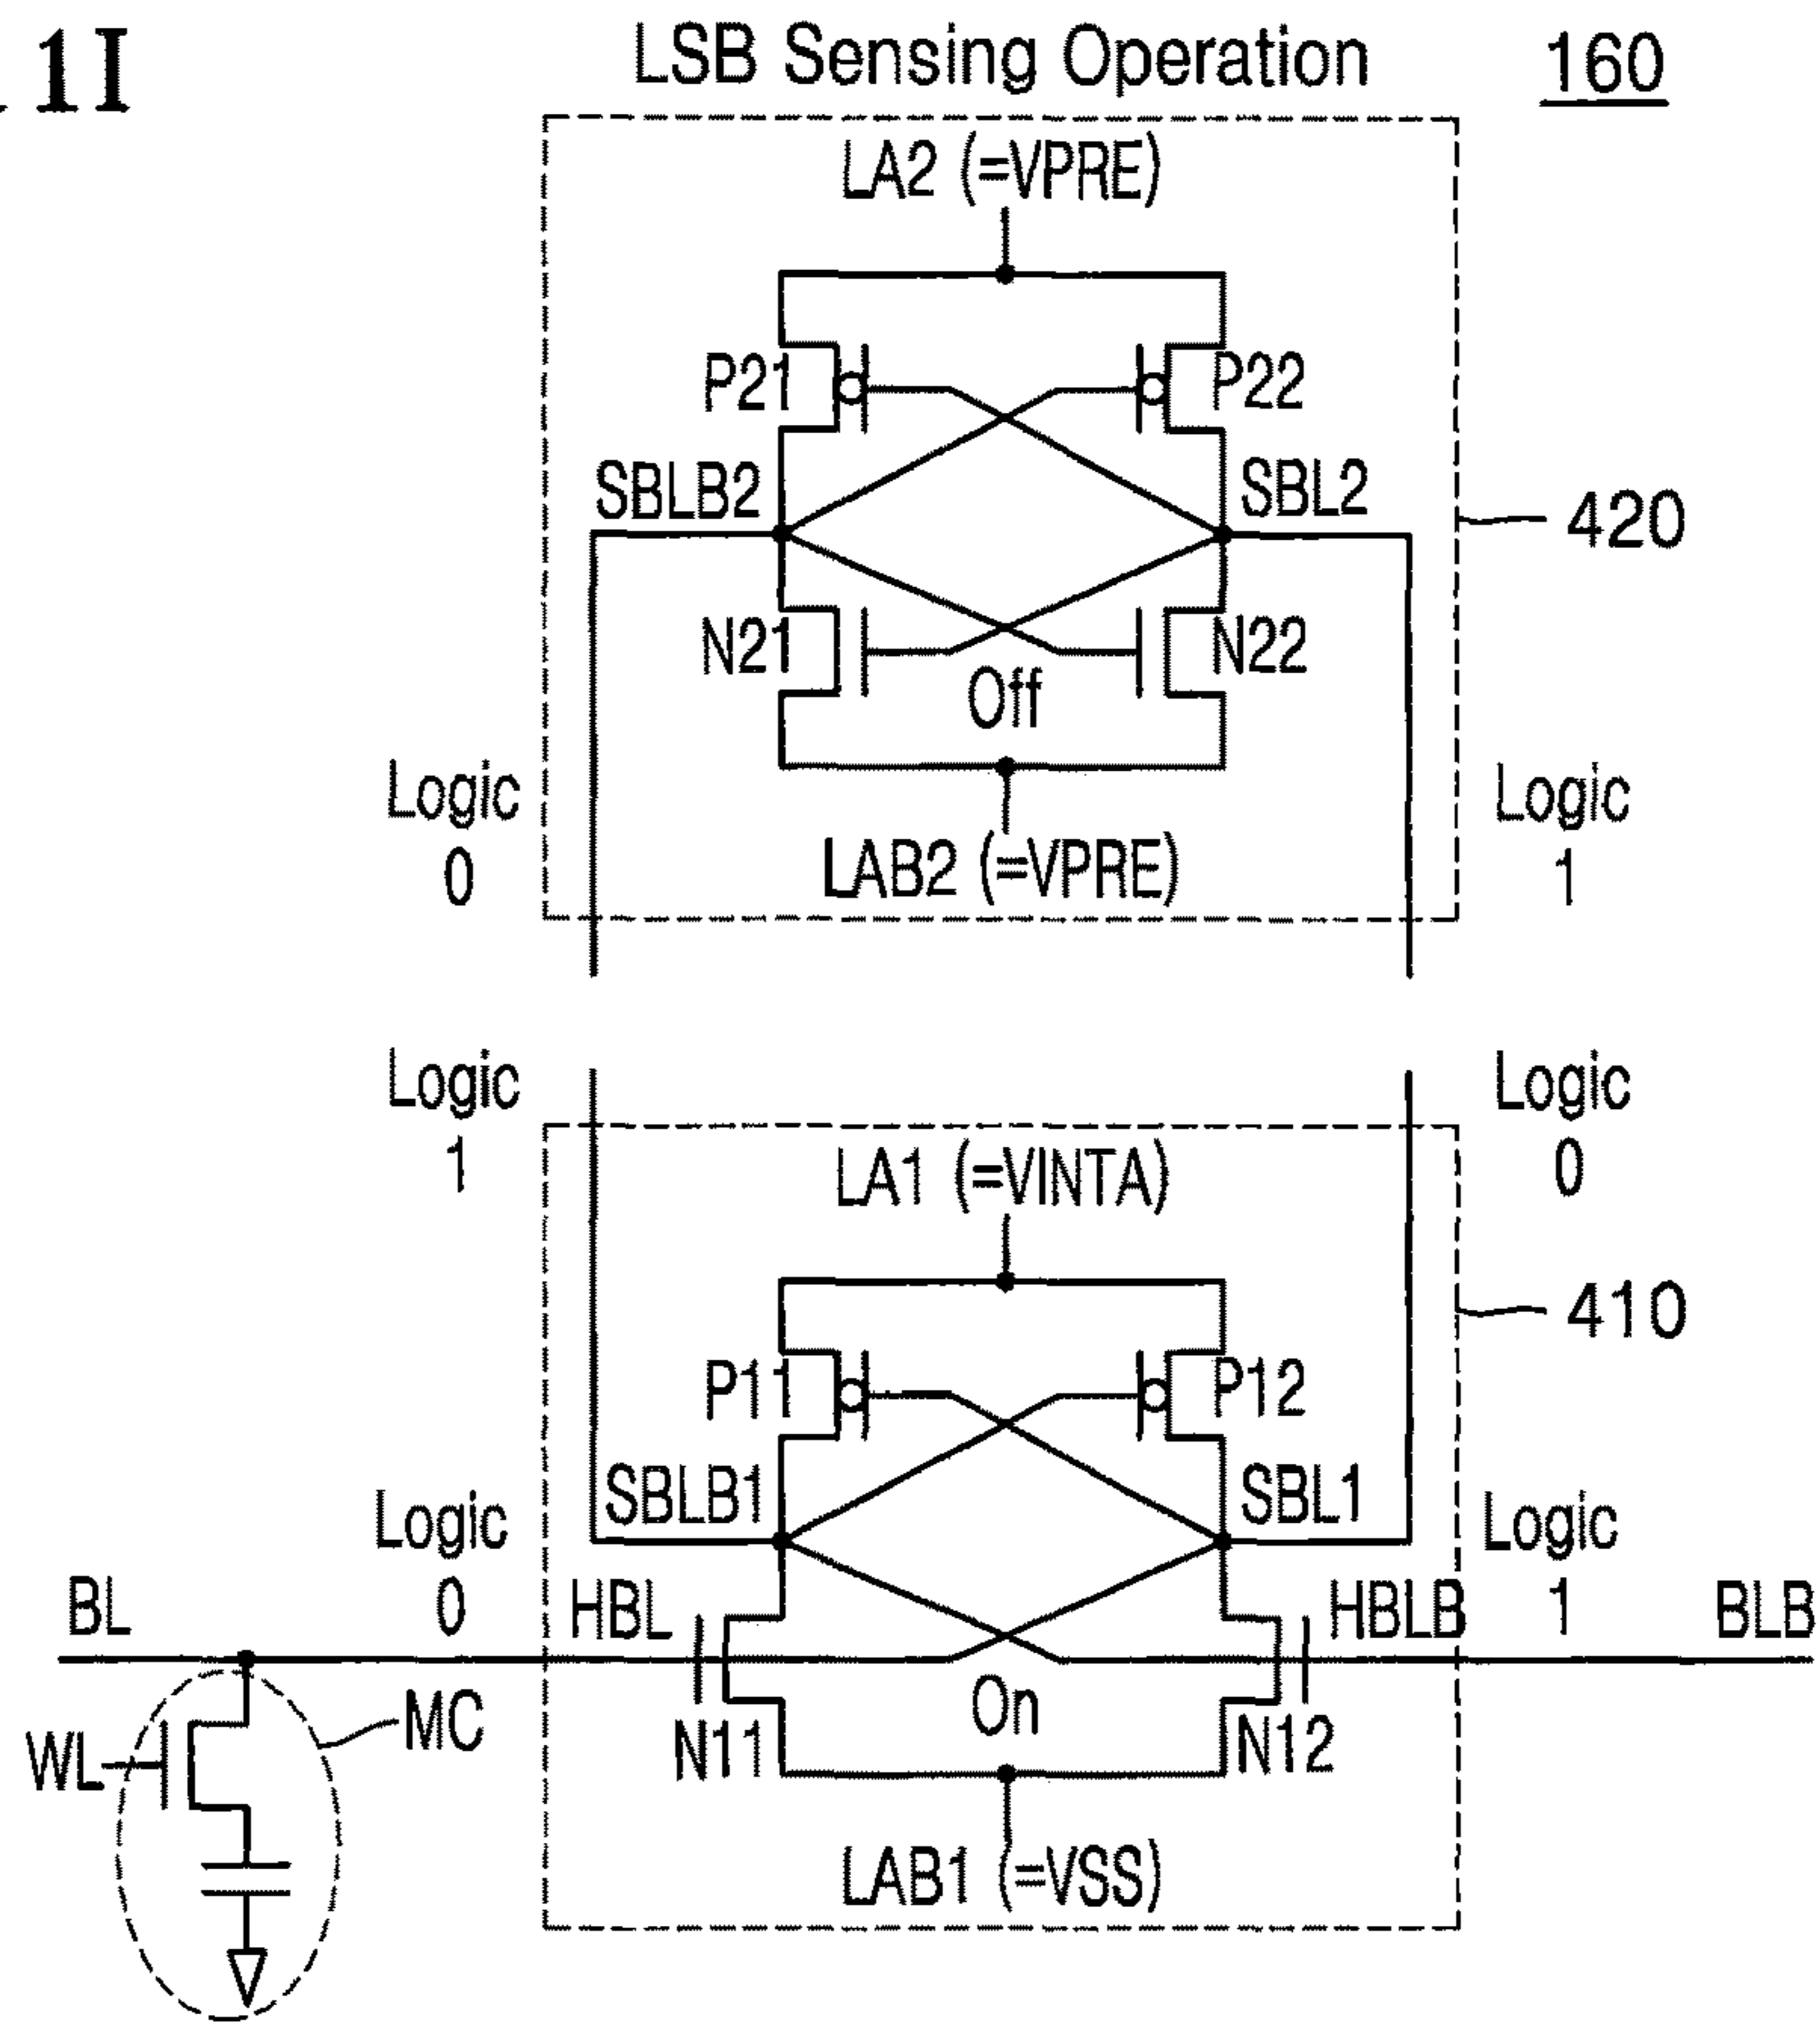 11I
LSB Sensing Operation
160
LA2 (=VPRE)
P21
P22
SBLB2
SBL2
420
N21
N22
Off
Logic
0
Logic
1
LAB2 (=VPRE)
Logic
1
Logic
0
LA1 (=VINTA)
410
P11
P12
SBLB1
SBL1
Logic
0
Logic
1
BL
HBL
HBLB
BLB
MC
On
WL
N11
N12
LAB1 (=VSS)